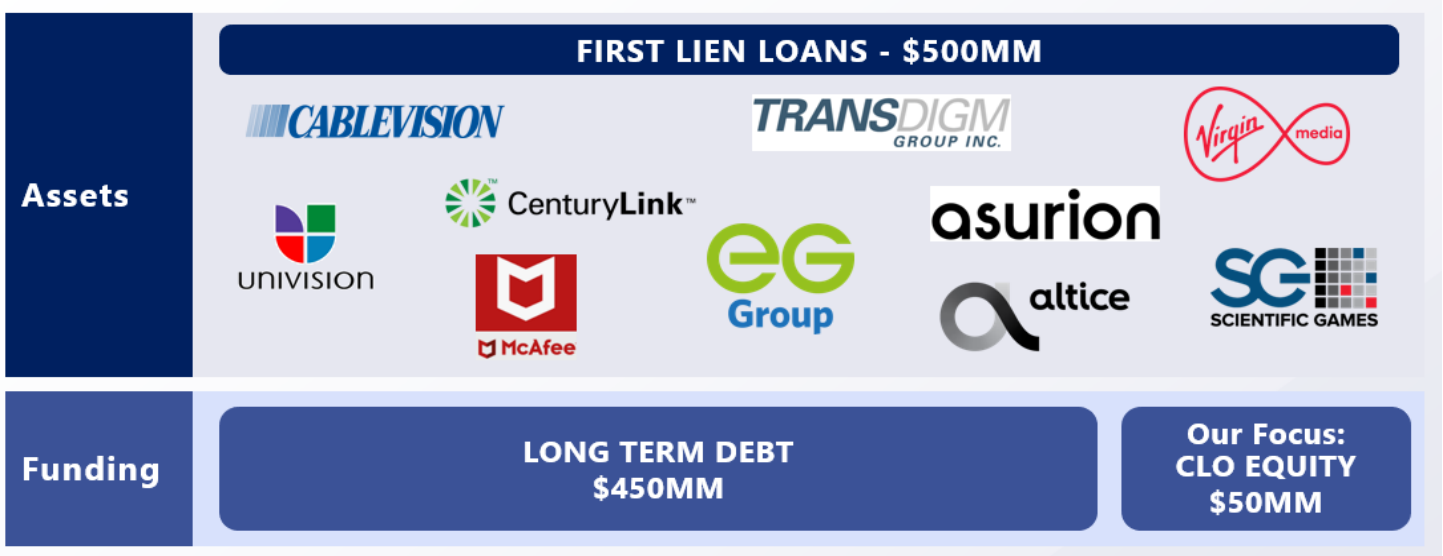 FIRST LIEN LOANS - $500MM
CABLEVISION
TRANSDIGM
GROUP INC.
Virgin media
Assets
CenturyLink™
asurion
UNIVISION
eG
Group
altice
SG
SCIENTIFIC GAMES
McAfee
Funding
LONG TERM DEBT
$450MM
Our Focus:
CLO EQUITY
$50MM